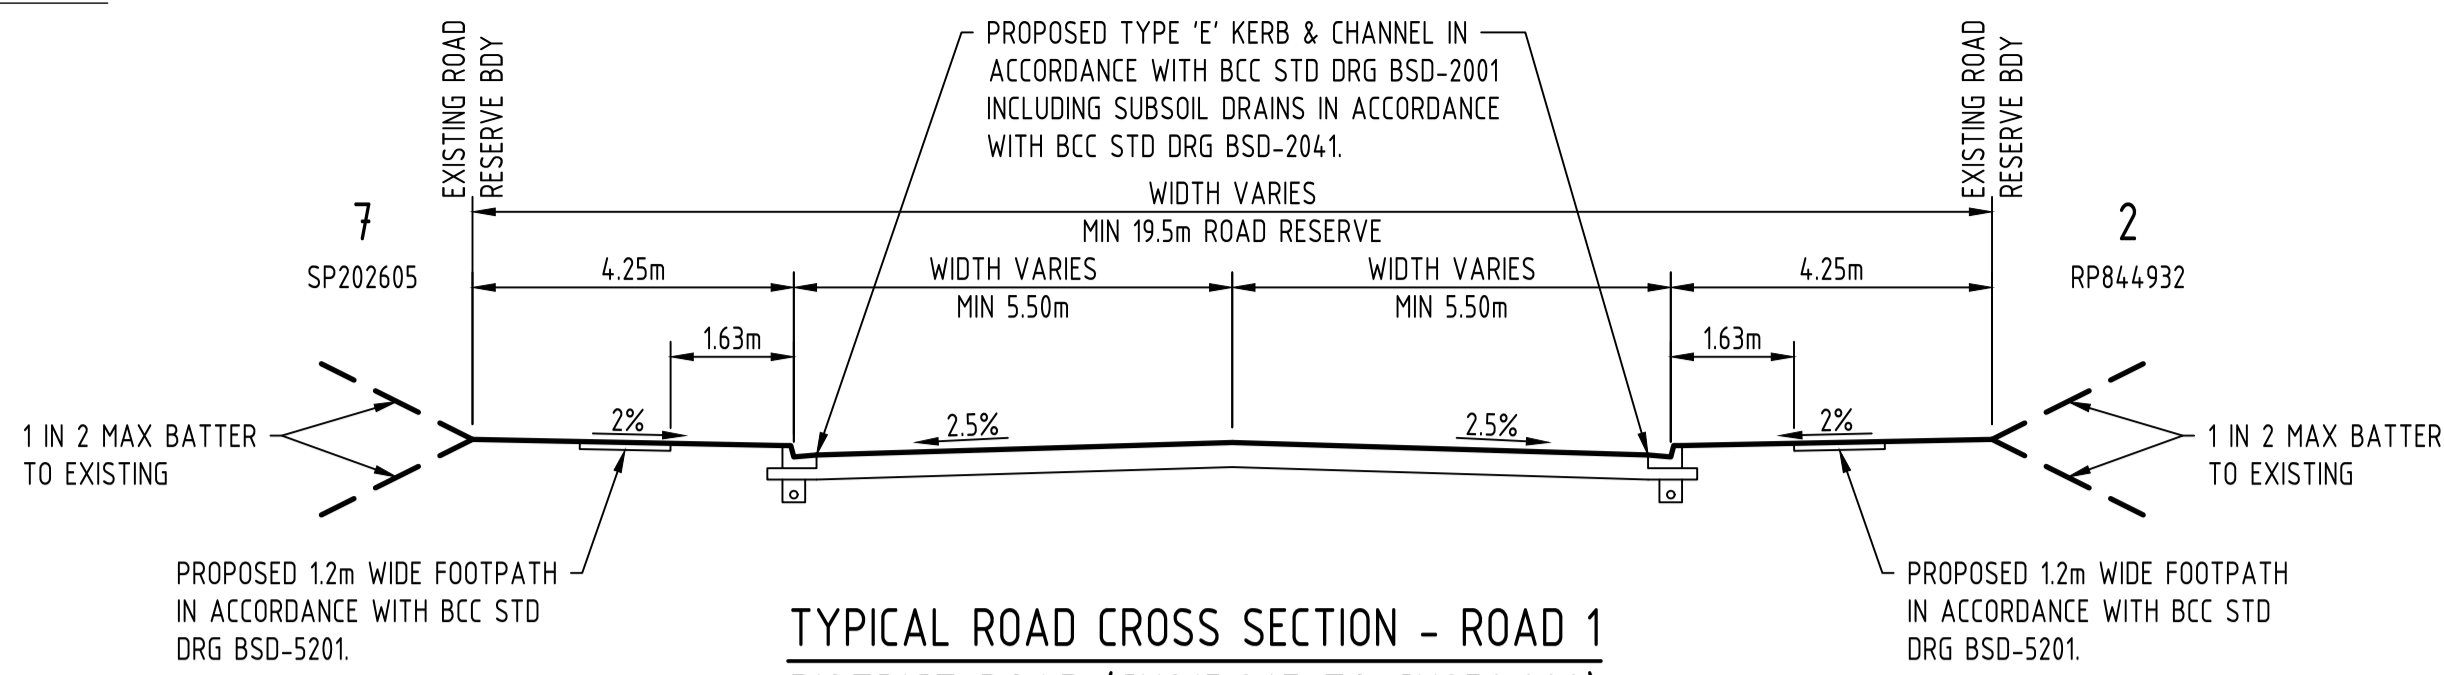 EXISTING ROAD
RESERVE BDY
PROPOSED TYPE 'E' KERB & CHANNEL IN
ACCORDANCE WITH BCC STD DRG BSD-2001
INCLUDING SUBSOIL DRAINS IN ACCORDANCE
WITH BCC STD DRG BSD-2041.
EXISTING ROAD
RESERVE BDY
WIDTH VARIES
MIN 19.5m ROAD RESERVE
7
SP202605
2
RP844932
4.25m
WIDTH VARIES
MIN 5.50m
WIDTH VARIES
MIN 5.50m
4.25m
1.63m
1.63m
1 IN 2 MAX BATTER
TO EXISTING
2%
2.5%
2.5%
2%
1 IN 2 MAX BATTER
TO EXISTING
PROPOSED 1.2m WIDE FOOTPATH
IN ACCORDANCE WITH BCC STD
DRG BSD-5201.
PROPOSED 1.2m WIDE FOOTPATH
IN ACCORDANCE WITH BCC STD
DRG BSD-5201.
TYPICAL ROAD CROSS SECTION - ROAD 1